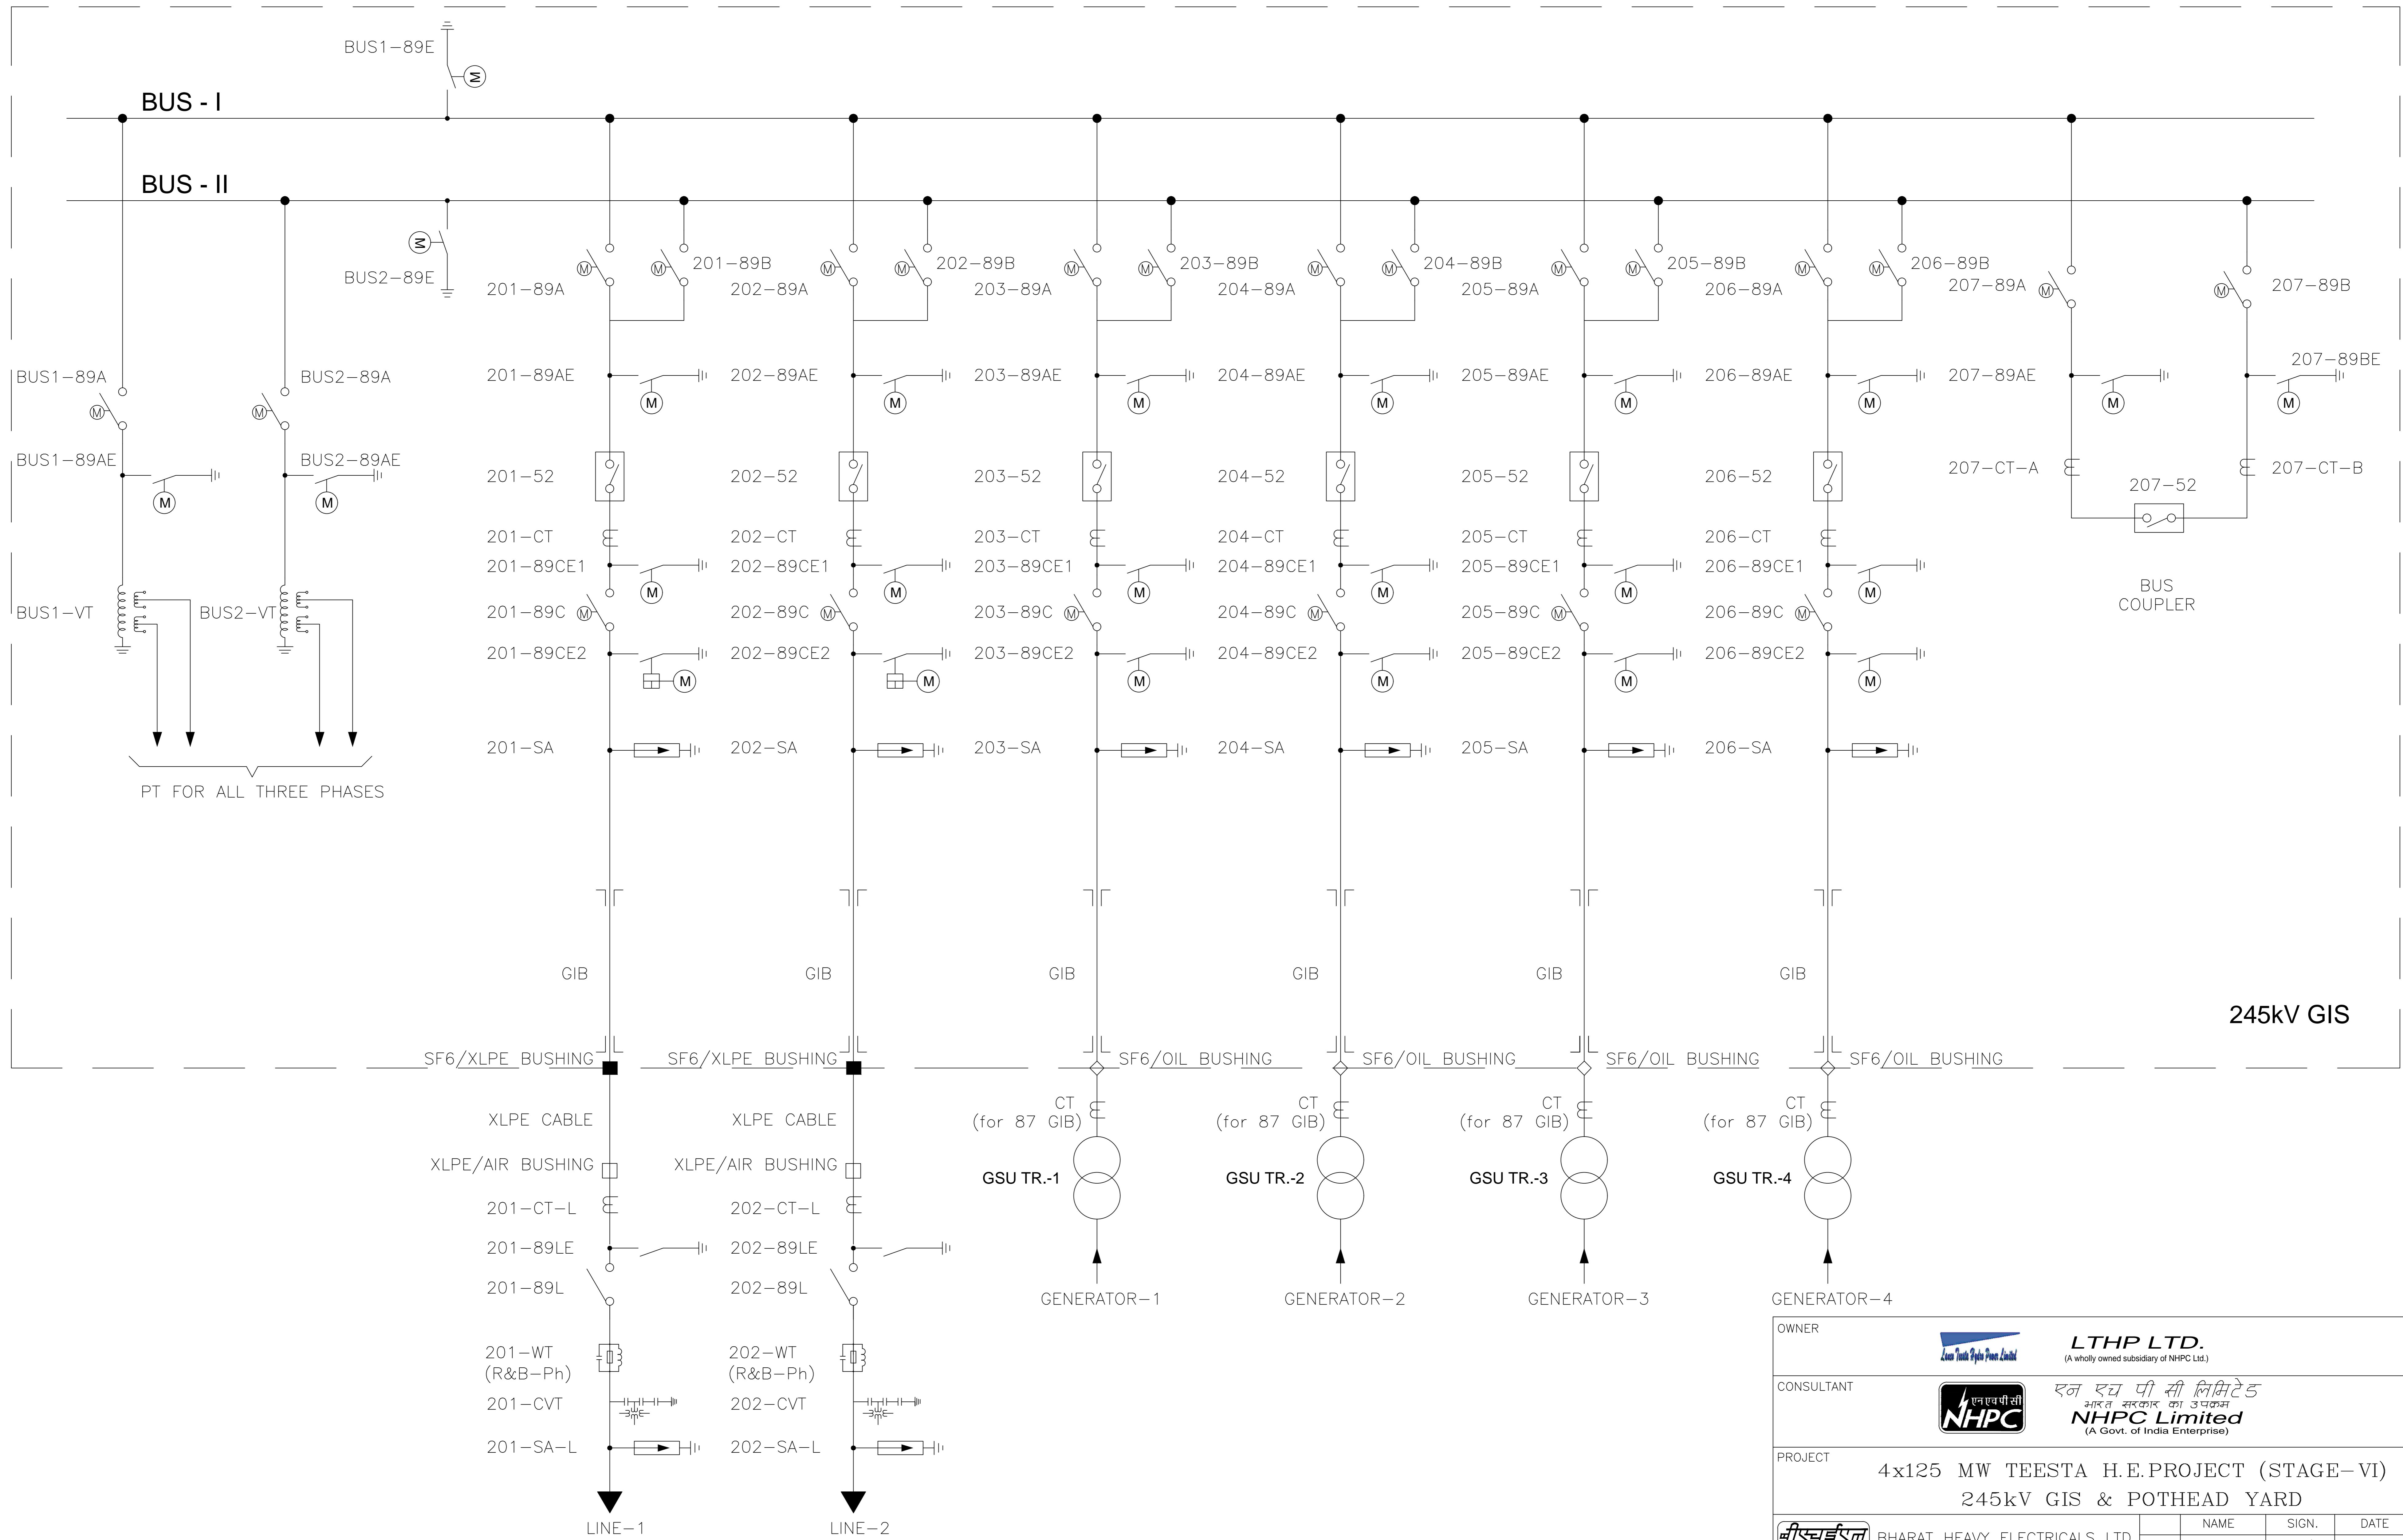 BUS1-89E
M
BUS - I
BUS - II
M
BUS2-89E
201-89A M M 201-89B
202-89A M M 202-89B
203-89A M M 203-89B
204-89A M M 204-89B
205-89A M M 205-89B
206-89A M M 206-89B
207-89A M M 207-89B
BUS1-89A M BUS2-89A M
201-89AE M 202-89AE M 203-89AE M 204-89AE M 205-89AE M 206-89AE M 207-89AE M 207-89BE M
BUS1-89AE M BUS2-89AE M
201-52 202-52 203-52 204-52 205-52 206-52
207-CT-A 207-52 207-CT-B
201-CT 202-CT 203-CT 204-CT 205-CT 206-CT
201-89CE1 M 202-89CE1 M 203-89CE1 M 204-89CE1 M 205-89CE1 M 206-89CE1 M
BUS
COUPLER
BUS1-VT BUS2-VT
201-89C M 202-89C M 203-89C M 204-89C M 205-89C M 206-89C M
201-89CE2 M 202-89CE2 M 203-89CE2 M 204-89CE2 M 205-89CE2 M 206-89CE2 M
201-SA 202-SA 203-SA 204-SA 205-SA 206-SA
PT FOR ALL THREE PHASES
GIB GIB GIB GIB GIB GIB
245kV GIS
SF6/XLPE BUSHING SF6/XLPE BUSHING SF6/OIL BUSHING SF6/OIL BUSHING SF6/OIL BUSHING SF6/OIL BUSHING
XLPE CABLE XLPE CABLE
CT
(for 87 GIB)
CT
(for 87 GIB)
CT
(for 87 GIB)
CT
(for 87 GIB)
XLPE/AIR BUSHING XLPE/AIR BUSHING
GSU TR.-1 GSU TR.-2 GSU TR.-3 GSU TR.-4
201-CT-L 202-CT-L
201-89LE 202-89LE
201-89L 202-89L
GENERATOR-1 GENERATOR-2 GENERATOR-3 GENERATOR-4
201-WT
(R&B-Ph)
202-WT
(R&B-Ph)
201-CVT 202-CVT
201-SA-L 202-SA-L
LINE-1 LINE-2
OWNER
Lanco Teesta Hydro Power Limited
LTHP LTD.
(A wholly owned subsidiary of NHPC Ltd.)
CONSULTANT
एन एच पी सी
NHPC
एन एच पी सी लिमिटेड
भारत सरकार का उपक्रम
NHPC Limited
(A Govt. of India Enterprise)
PROJECT
4x125 MW TEESTA H.E.PROJECT (STAGE-VI)
245kV GIS & POTHEAD YARD
बीएचईएल BHARAT HEAVY ELECTRICALS LTD
NAME SIGN. DATE